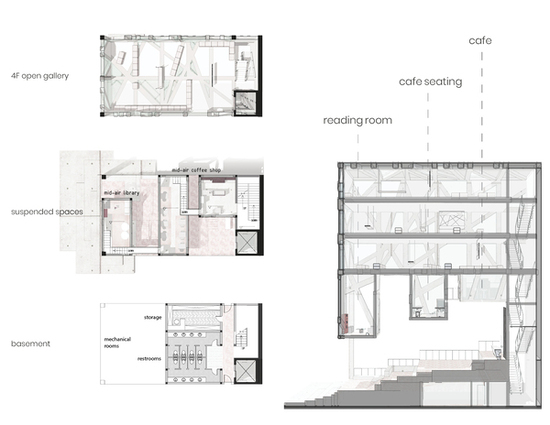 cafe
cafe seating
reading room
4F open gallery
mid-air coffee shop
mid-air library
suspended spaces
storage
mechanical
rooms
restrooms
basement